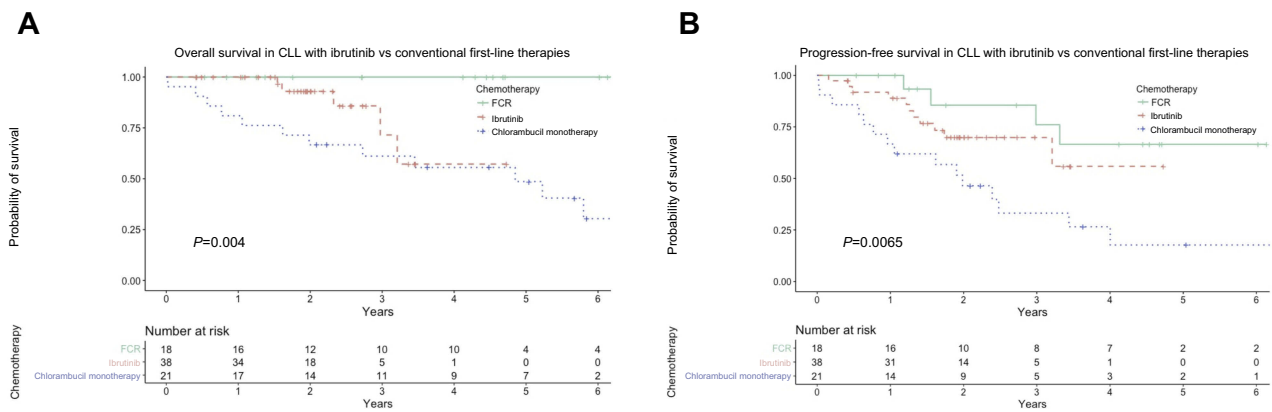 A
Overall survival in CLL with ibrutinib vs conventional first-line therapies
Probability of survival
1.00
0.75
0.50
0.25
0.00
Chemotherapy
FCR
Ibrutinib
Chlorambucil monotherapy
P=0.004
0 1 2 3 4 5 6
Years
Chemotherapy
Number at risk
FCR 18 16 12 10 10 4 4
Ibrutinib 38 34 18 5 1 0 0
Chlorambucil monotherapy 21 17 14 11 9 7 2
0 1 2 3 4 5 6
Years
B
Progression-free survival in CLL with ibrutinib vs conventional first-line therapies
Probability of survival
1.00
0.75
0.50
0.25
0.00
Chemotherapy
FCR
Ibrutinib
Chlorambucil monotherapy
P=0.0065
0 1 2 3 4 5 6
Years
Chemotherapy
Number at risk
FCR 18 16 10 8 7 2 2
Ibrutinib 38 31 14 5 1 0 0
Chlorambucil monotherapy 21 14 9 5 3 2 1
0 1 2 3 4 5 6
Years